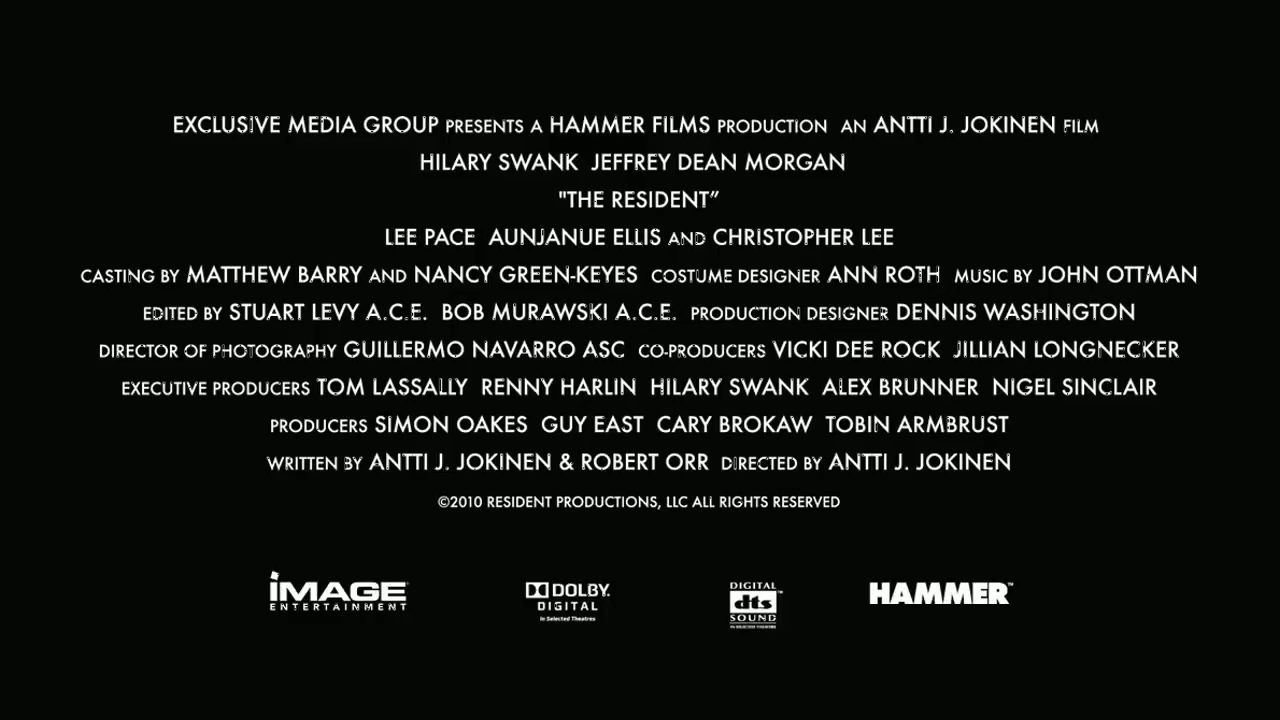 EXCLUSIVE MEDIA GROUP PRESENTS A HAMMER FILMS PRODUCTION AN ANTTI J. JOKINEN FILM
HILARY SWANK JEFFREY DEAN MORGAN
"THE RESIDENT”
LEE PACE AUNJANUE ELLIS AND CHRISTOPHER LEE
CASTING BY MATTHEW BARRY AND NANCY GREEN-KEYES COSTUME DESIGNER ANN ROTH MUSIC BY JOHN OTTMAN
EDITED BY STUART LEVY A.C.E. BOB MURAWSKI A.C.E. PRODUCTION DESIGNER DENNIS WASHINGTON
DIRECTOR OF PHOTOGRAPHY GUILLERMO NAVARRO ASC CO-PRODUCERS VICKI DEE ROCK JILLIAN LONGNECKER
EXECUTIVE PRODUCERS TOM LASSALLY RENNY HARLIN HILARY SWANK ALEX BRUNNER NIGEL SINCLAIR
PRODUCERS SIMON OAKES GUY EAST CARY BROKAW TOBIN ARMBRUST
WRITTEN BY ANTTI J. JOKINEN & ROBERT ORR DIRECTED BY ANTTI J. JOKINEN
©2010 RESIDENT PRODUCTIONS, LLC ALL RIGHTS RESERVED
iMAGE
ENTERTAINMENT
DOLBY
DIGITAL
In Selected Theatres
DIGITAL
dts
SOUND
IN SELECTED THEATRES
HAMMER™